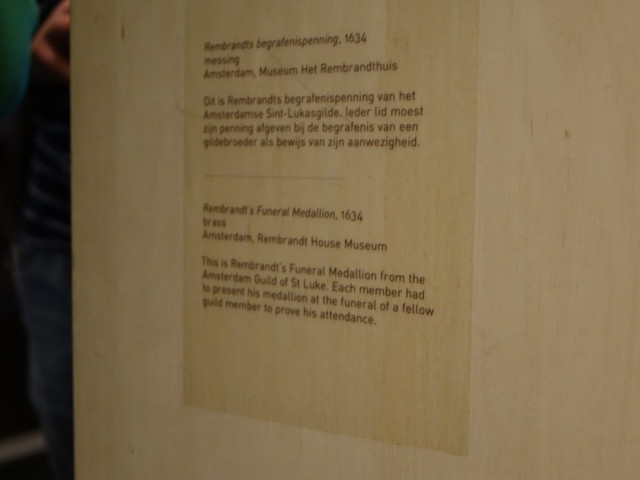 Rembrandts begrafenispenning, 1634
messing
Amsterdam, Museum Het Rembrandthuis
Dit is Rembrandts begrafenispenning van het
Amsterdamse Sint-Lukasgilde. Ieder lid moest
zijn penning afgeven bij de begrafenis van een
gildebroeder als bewijs van zijn aanwezigheid.
Rembrandt's Funeral Medallion, 1634
brass
Amsterdam, Rembrandt House Museum
This is Rembrandt's Funeral Medallion from the
Amsterdam Guild of St Luke. Each member had
to present his medallion at the funeral of a fellow
guild member to prove his attendance.